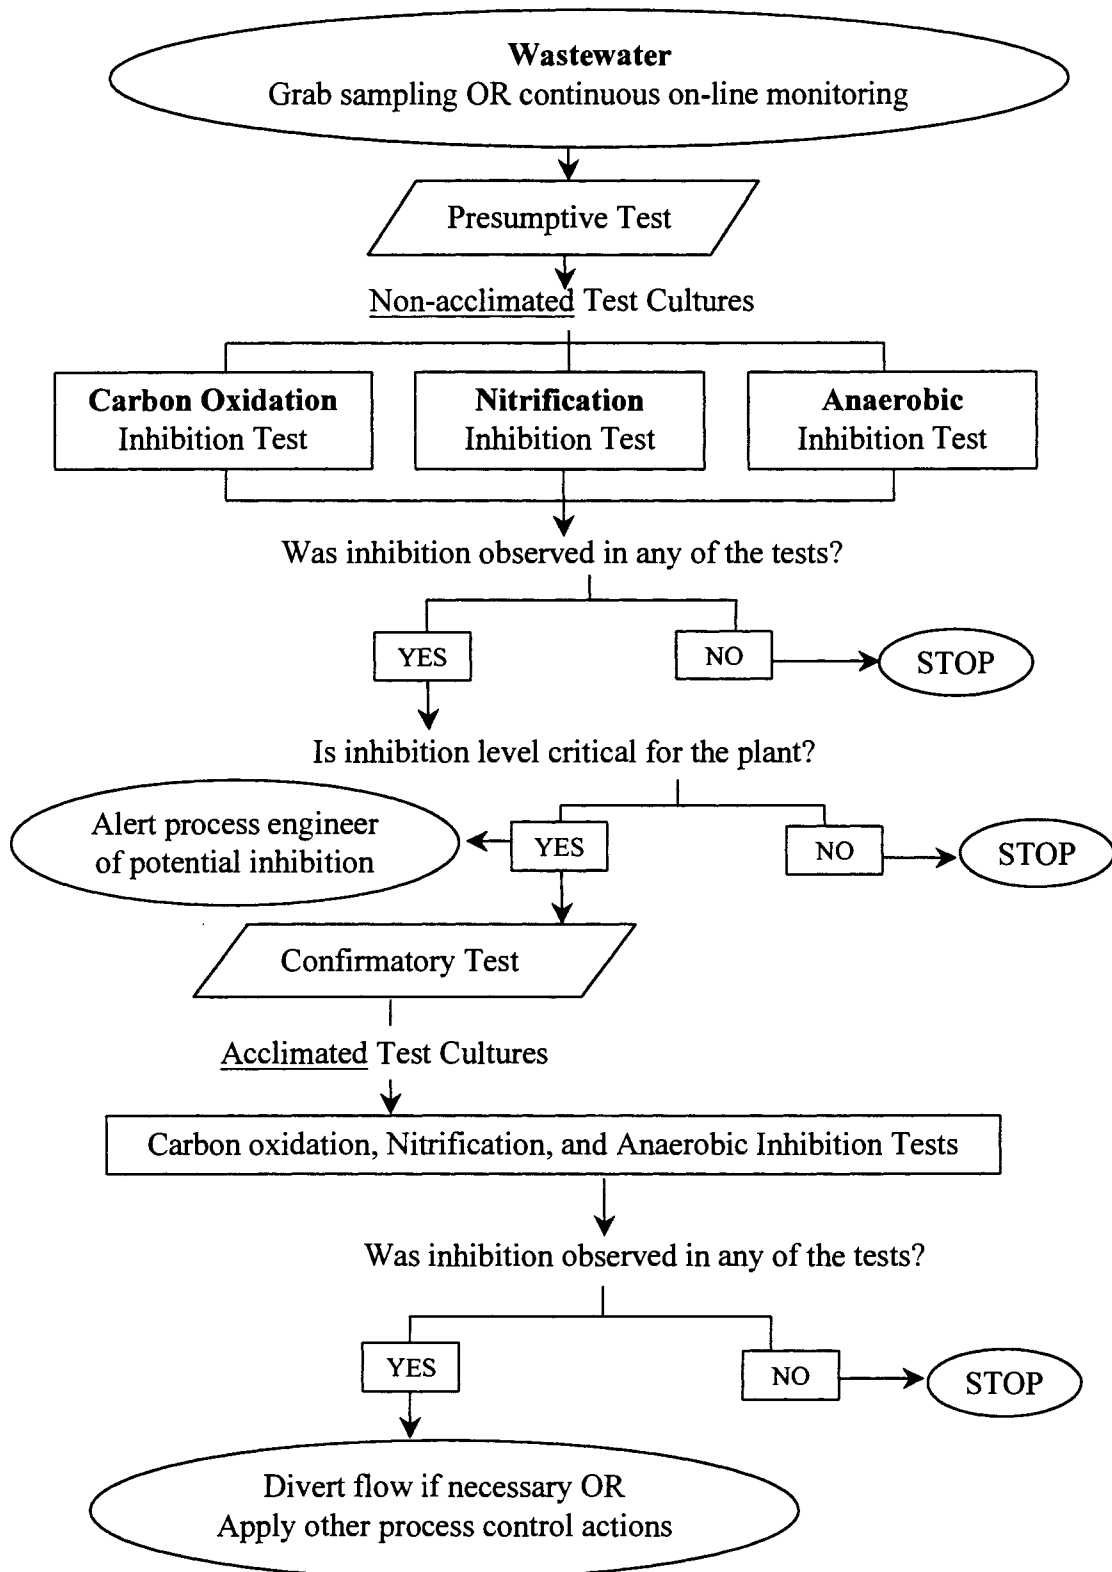 Wastewater
Grab sampling OR continuous on-line monitoring
Presumptive Test
Non-acclimated Test Cultures
Carbon Oxidation
Inhibition Test
Nitrification
Inhibition Test
Anaerobic
Inhibition Test
Was inhibition observed in any of the tests?
YES
NO
STOP
Is inhibition level critical for the plant?
Alert process engineer
of potential inhibition
YES
NO
STOP
Confirmatory Test
Acclimated Test Cultures
Carbon oxidation, Nitrification, and Anaerobic Inhibition Tests
Was inhibition observed in any of the tests?
YES
NO
STOP
Divert flow if necessary OR
Apply other process control actions